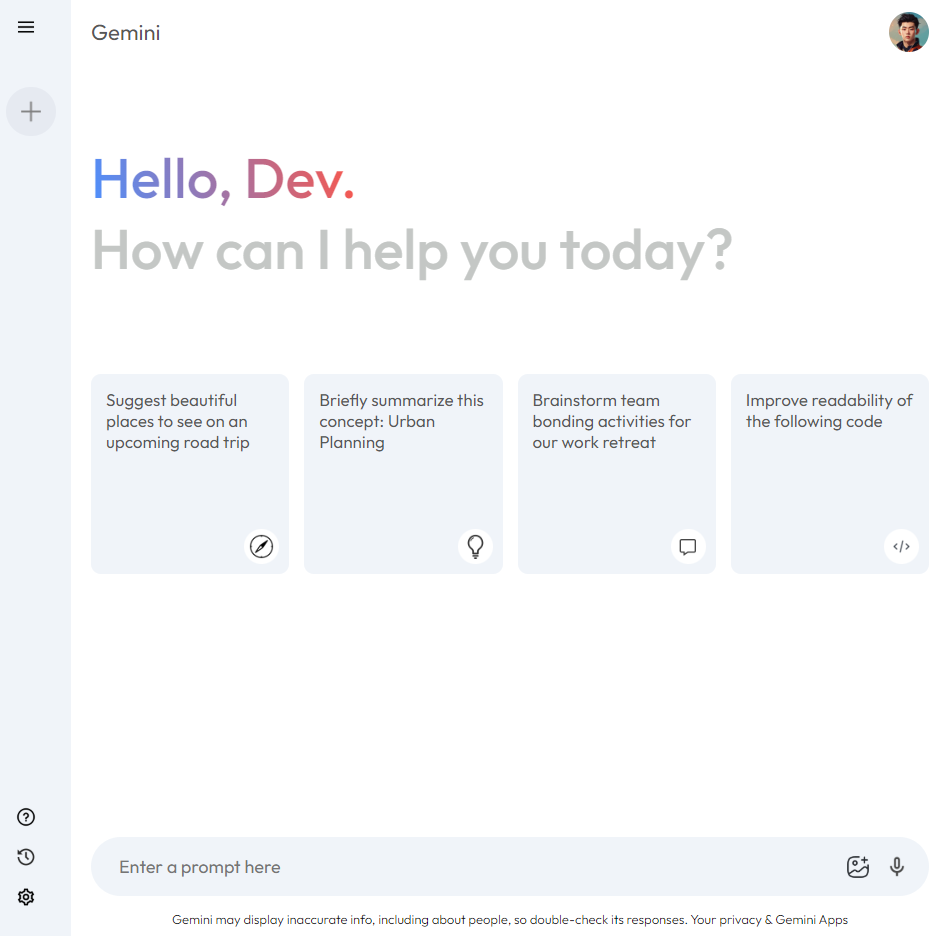 Gemini
Hello, Dev.
How can I help you today?
Suggest beautiful
places to see on an
upcoming road trip
Briefly summarize this
concept: Urban
Planning
Brainstorm team
bonding activities for
our work retreat
Improve readability of
the following code
Enter a prompt here
Gemini may display inaccurate info, including about people, so double-check its responses. Your privacy & Gemini Apps